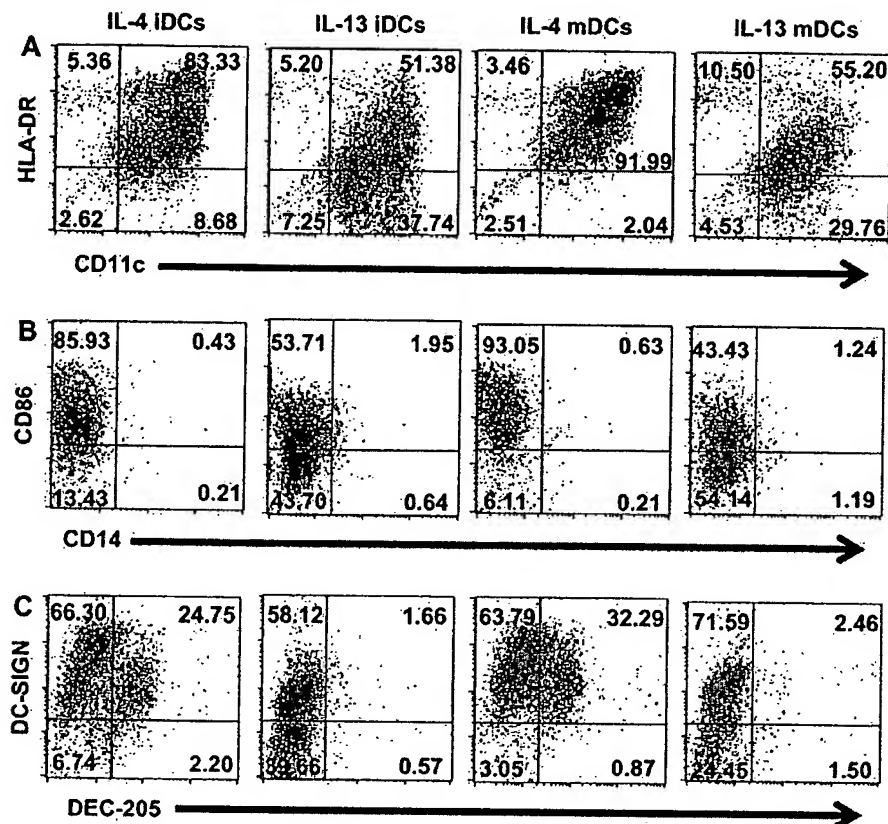 IL-4 iDCs IL-13 iDCs IL-4 mDCs IL-13 mDCs
A
5.36 83.33 5.20 51.38 3.46 10.50 55.20
HLA-DR
91.99
2.62 8.68 7.25 37.74 2.51 2.04 4.53 29.76
CD11c
B
85.93 0.43 53.71 1.95 93.05 0.63 43.43 1.24
CD86
13.43 0.21 43.70 0.64 6.11 0.21 54.14 1.19
CD14
C
66.30 24.75 58.12 1.66 63.79 32.29 71.59 2.46
DC-SIGN
6.74 2.20 39.66 0.57 3.05 0.87 24.45 1.50
DEC-205